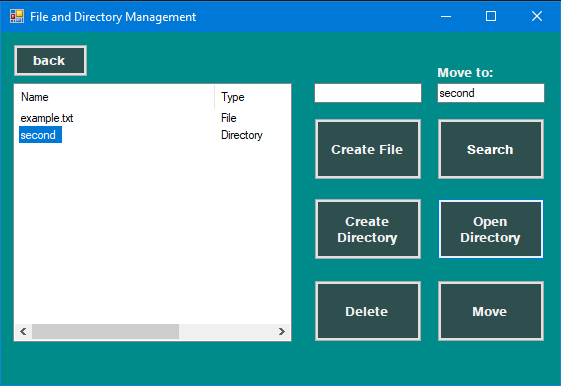 File and Directory Management
back
Move to:
second
Name Type
example.txt File
second Directory
Create File
Search
Create
Directory
Open
Directory
Delete
Move